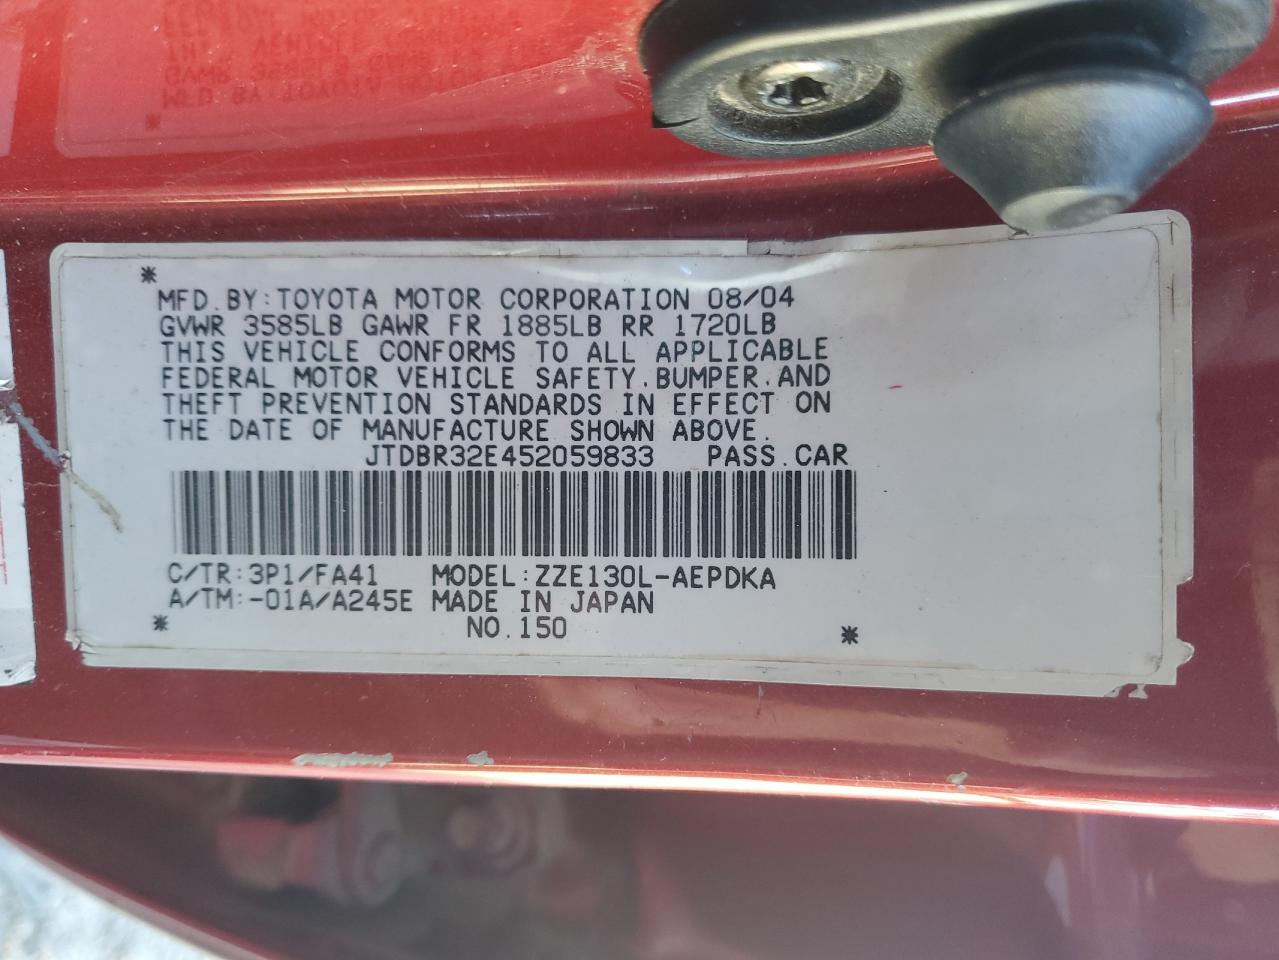 *
MFD. BY: TOYOTA MOTOR CORPORATION 08/04
GVWR 3585LB GAWR FR 1885LB RR 1720LB
THIS VEHICLE CONFORMS TO ALL APPLICABLE
FEDERAL MOTOR VEHICLE SAFETY, BUMPER, AND
THEFT PREVENTION STANDARDS IN EFFECT ON
THE DATE OF MANUFACTURE SHOWN ABOVE.
JTDBR32E452059833 PASS. CAR
C/TR: 3P1/FA41 MODEL: ZZE130L-AEPDKA
A/TM: -01A/A245E MADE IN JAPAN
* NO. 150 *